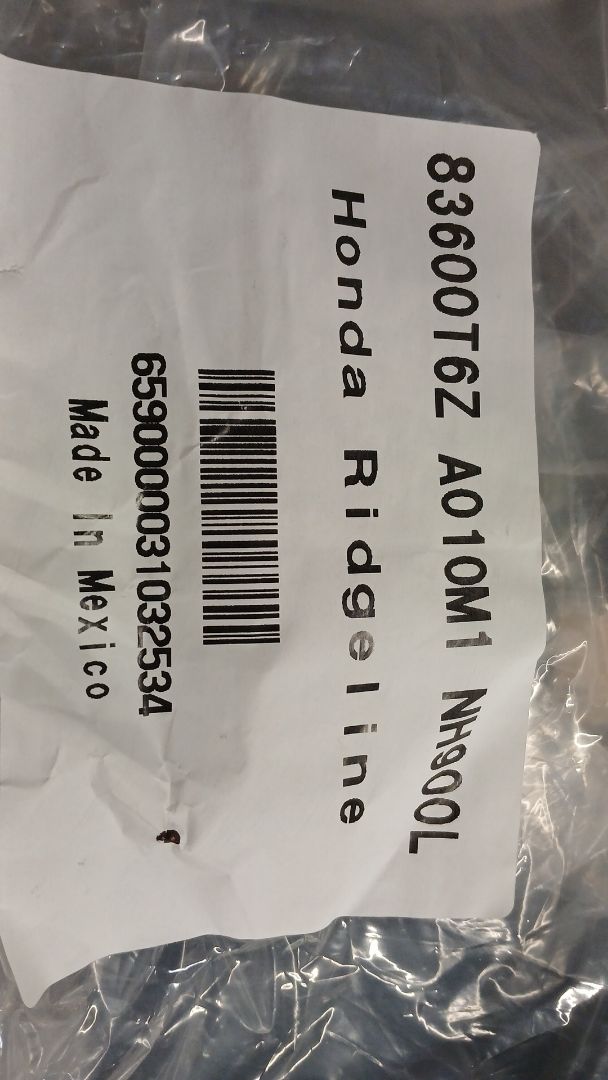 83600T6Z A010M1 NH900L
Honda Ridgeline
6590000031032534
Made In Mexico